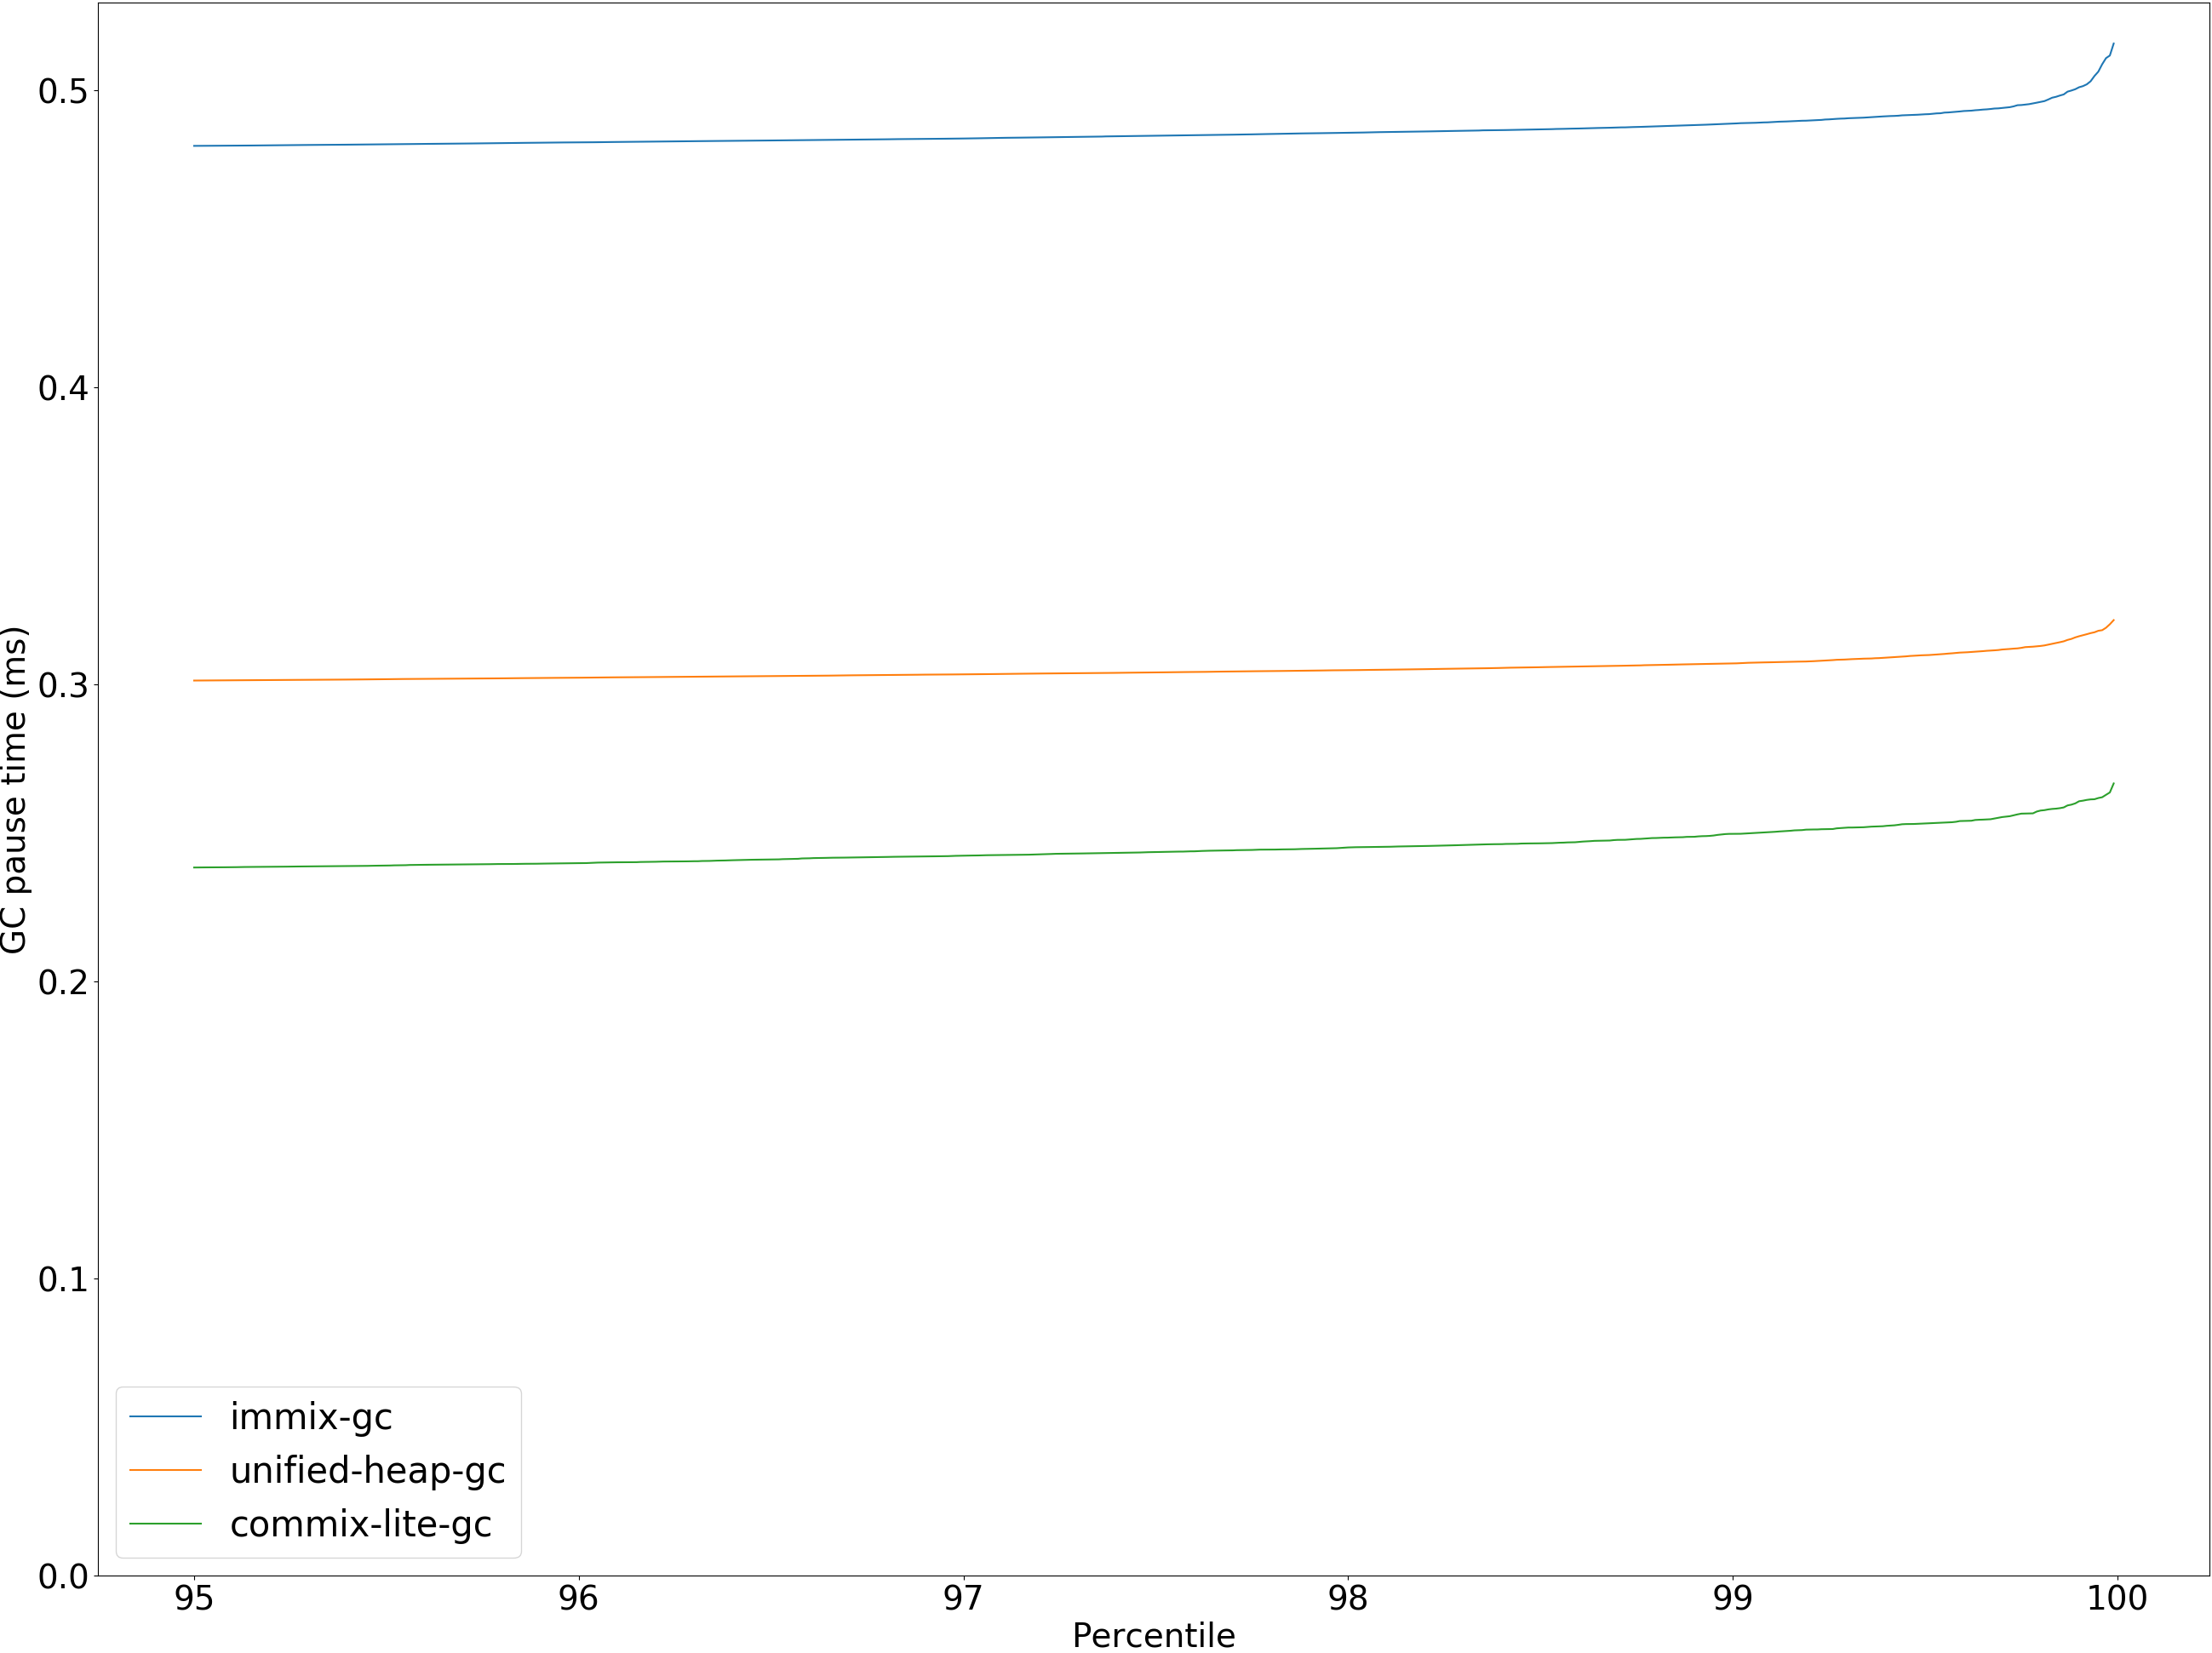 0.5
0.4
0.3
0.2
0.1
0.0
GC pause time (ms)
immix-gc
unified-heap-gc
commix-lite-gc
95 96 97 98 99 100
Percentile